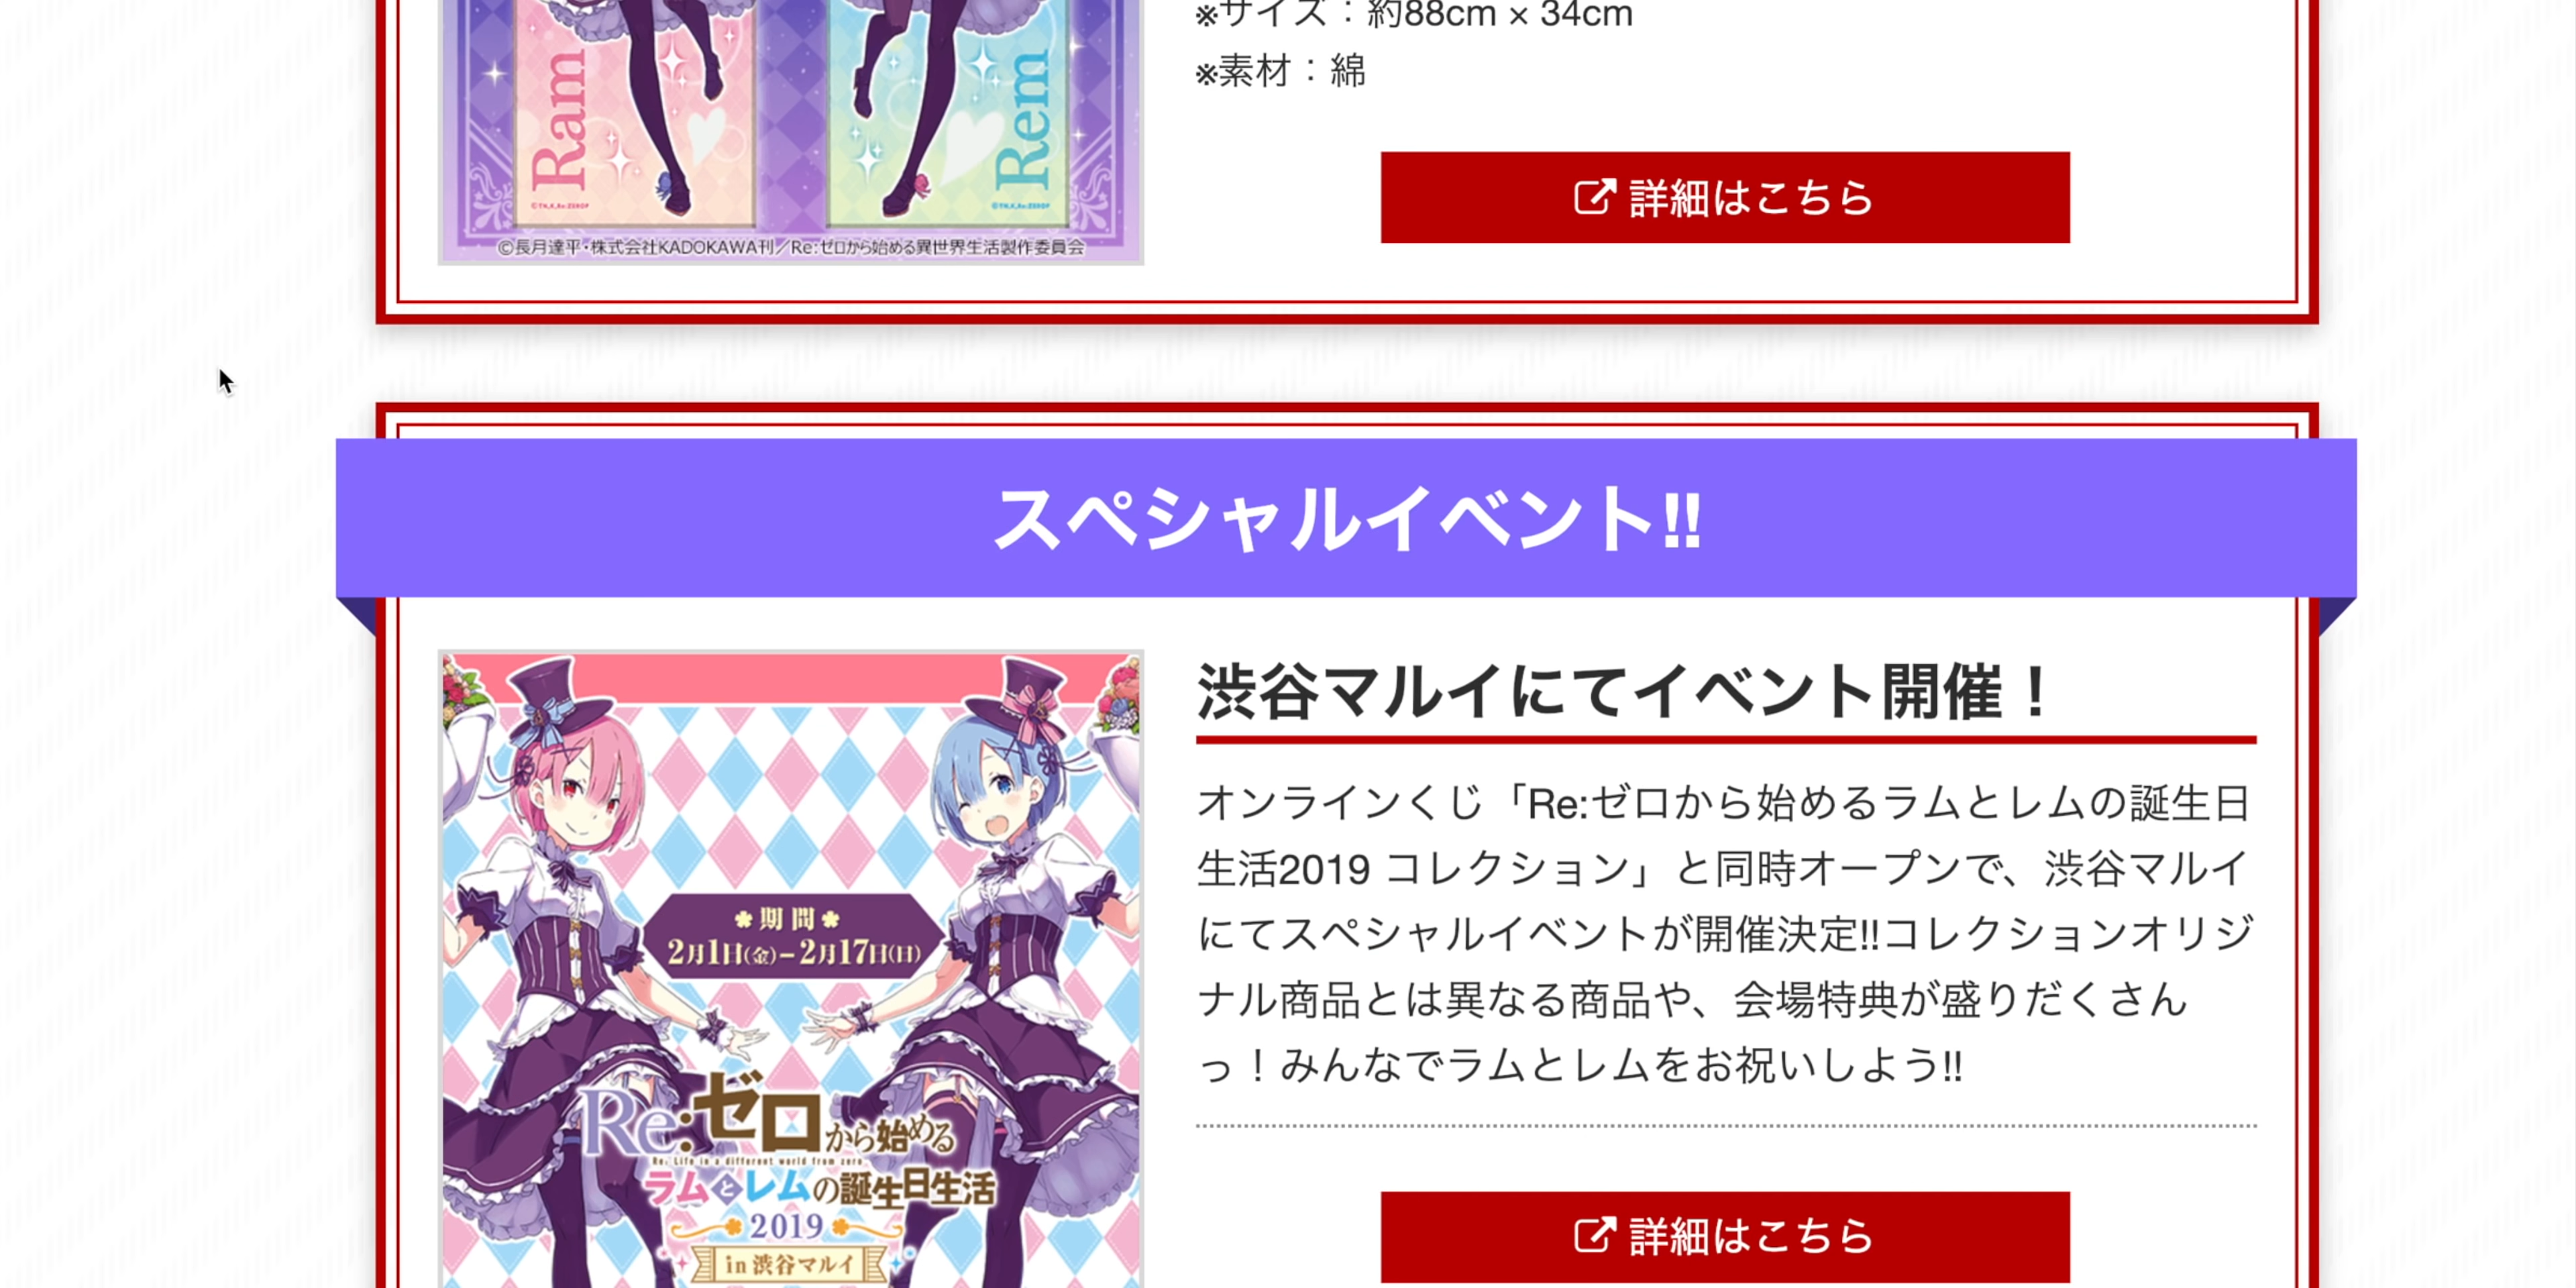 ※サイズ：約88cm × 34cm
※素材：綿
Ram
Rem
©長月達平・株式会社KADOKAWA刊／Re:ゼロから始める異世界生活製作委員会
詳細はこちら
スペシャルイベント!!
渋谷マルイにてイベント開催！
オンラインくじ「Re:ゼロから始めるラムとレムの誕生日
生活2019 コレクション」と同時オープンで、渋谷マルイ
にてスペシャルイベントが開催決定!!コレクションオリジ
ナル商品とは異なる商品や、会場特典が盛りだくさん
っ！みんなでラムとレムをお祝いしよう!!
期間
2月1日(金)－2月17日(日)
Re:ゼロから始める
Re: Life in a different world from zero
ラムとレムの誕生日生活
2019
in 渋谷マルイ
詳細はこちら